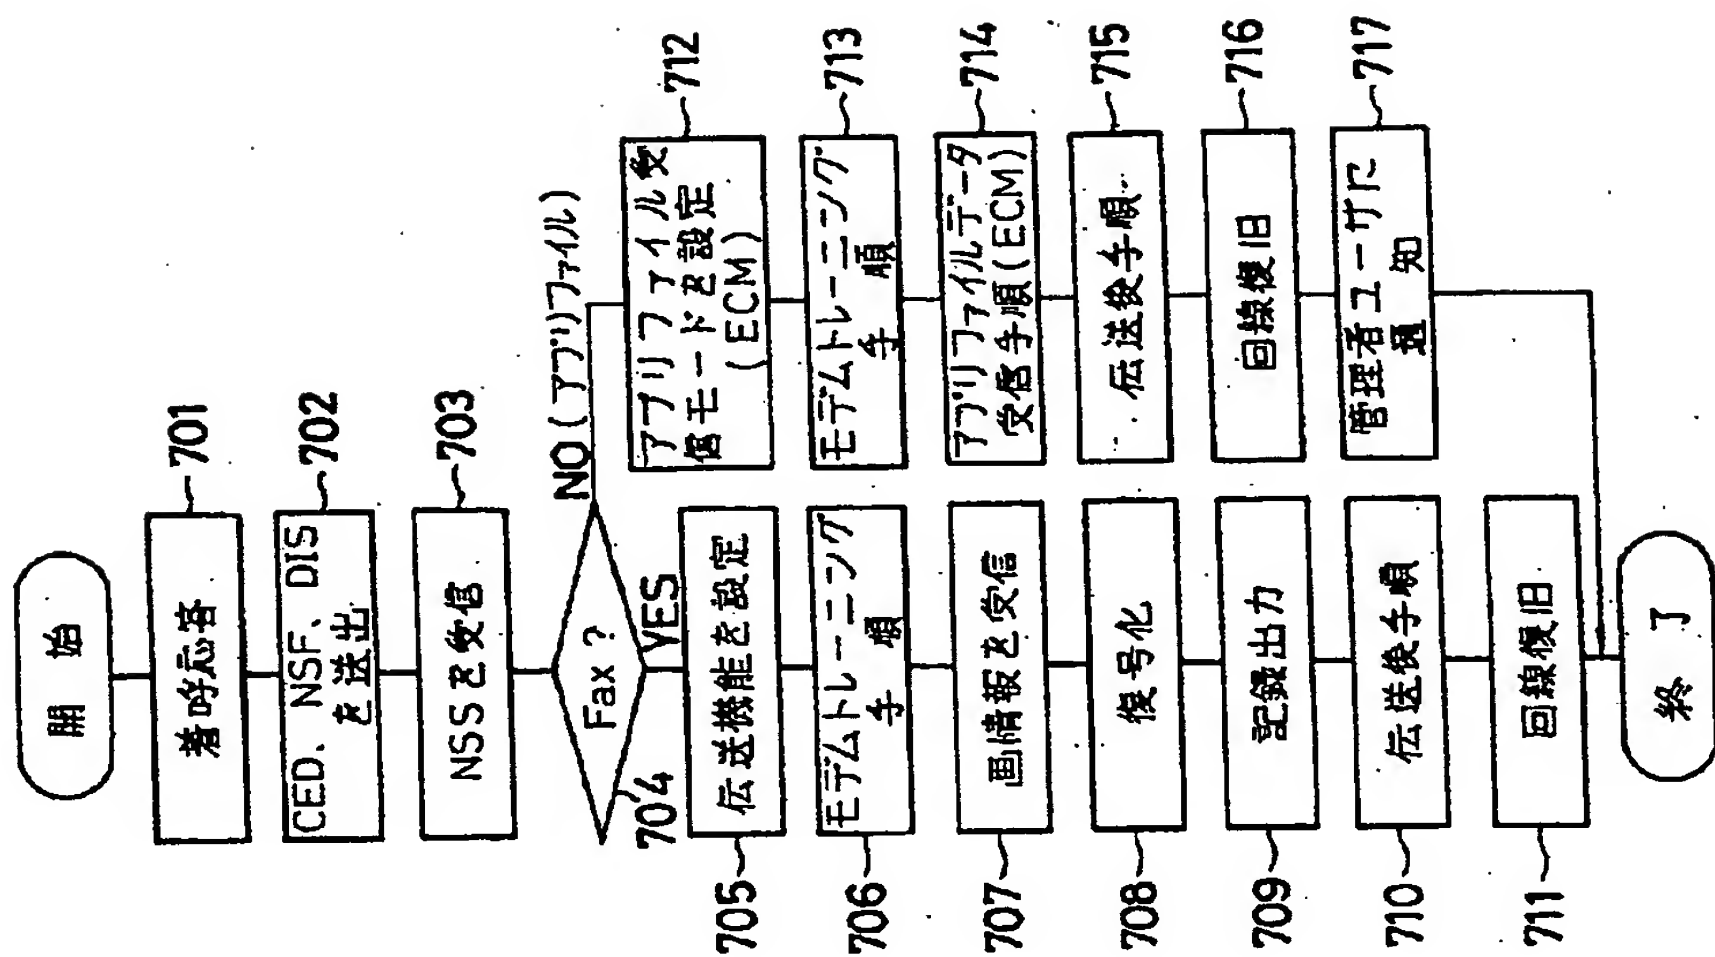 開始
着呼応答
701
CED、NSF、DIS
を送出
702
NSSを受信
703
Fax?
704
YES
NO(アプリファイル)
伝送機能を設定
705
モデムトレーニング
手順
706
画情報を受信
707
復号化
708
記録出力
709
伝送後手順
710
回線復旧
711
アプリファイル受
信モードを設定
(ECM)
712
モデムトレーニング
手順
713
アプリファイルデータ
受信手順(ECM)
714
伝送後手順
715
回線復旧
716
管理者ユーザに
通知
717
終了